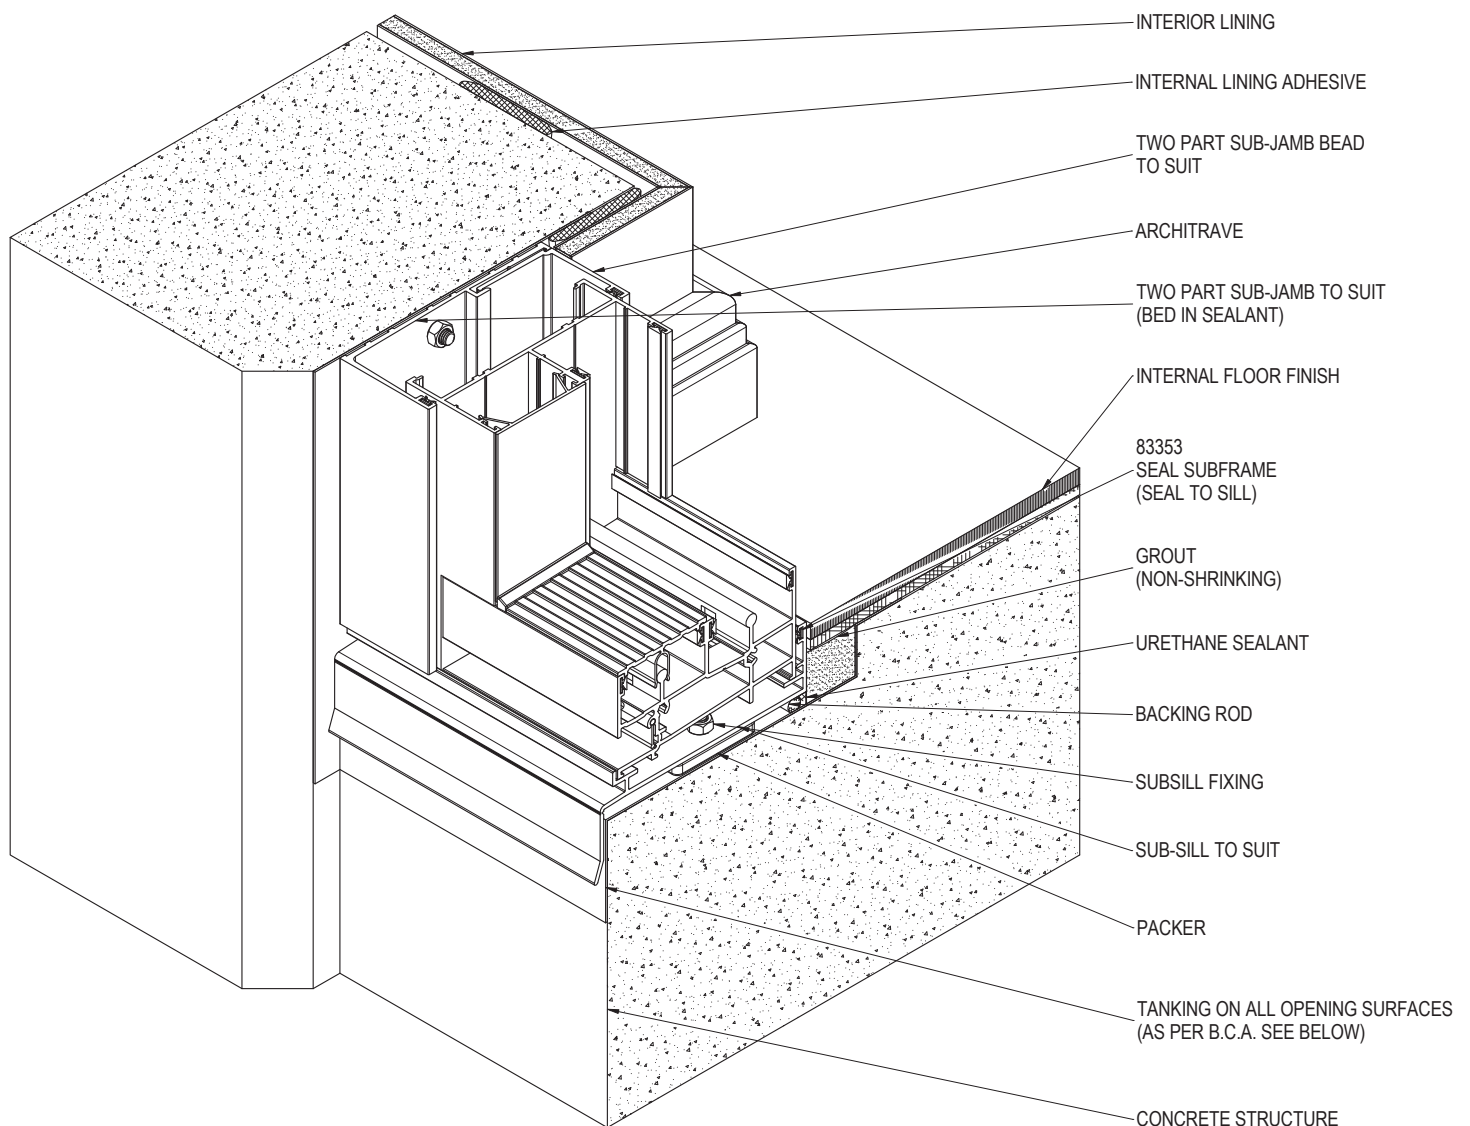 INTERIOR LINING
INTERNAL LINING ADHESIVE
TWO PART SUB-JAMB BEAD
TO SUIT
ARCHITRAVE
TWO PART SUB-JAMB TO SUIT
(BED IN SEALANT)
INTERNAL FLOOR FINISH
83353
SEAL SUBFRAME
(SEAL TO SILL)
GROUT
(NON-SHRINKING)
URETHANE SEALANT
BACKING ROD
SUBSILL FIXING
SUB-SILL TO SUIT
PACKER
TANKING ON ALL OPENING SURFACES
(AS PER B.C.A. SEE BELOW)
CONCRETE STRUCTURE